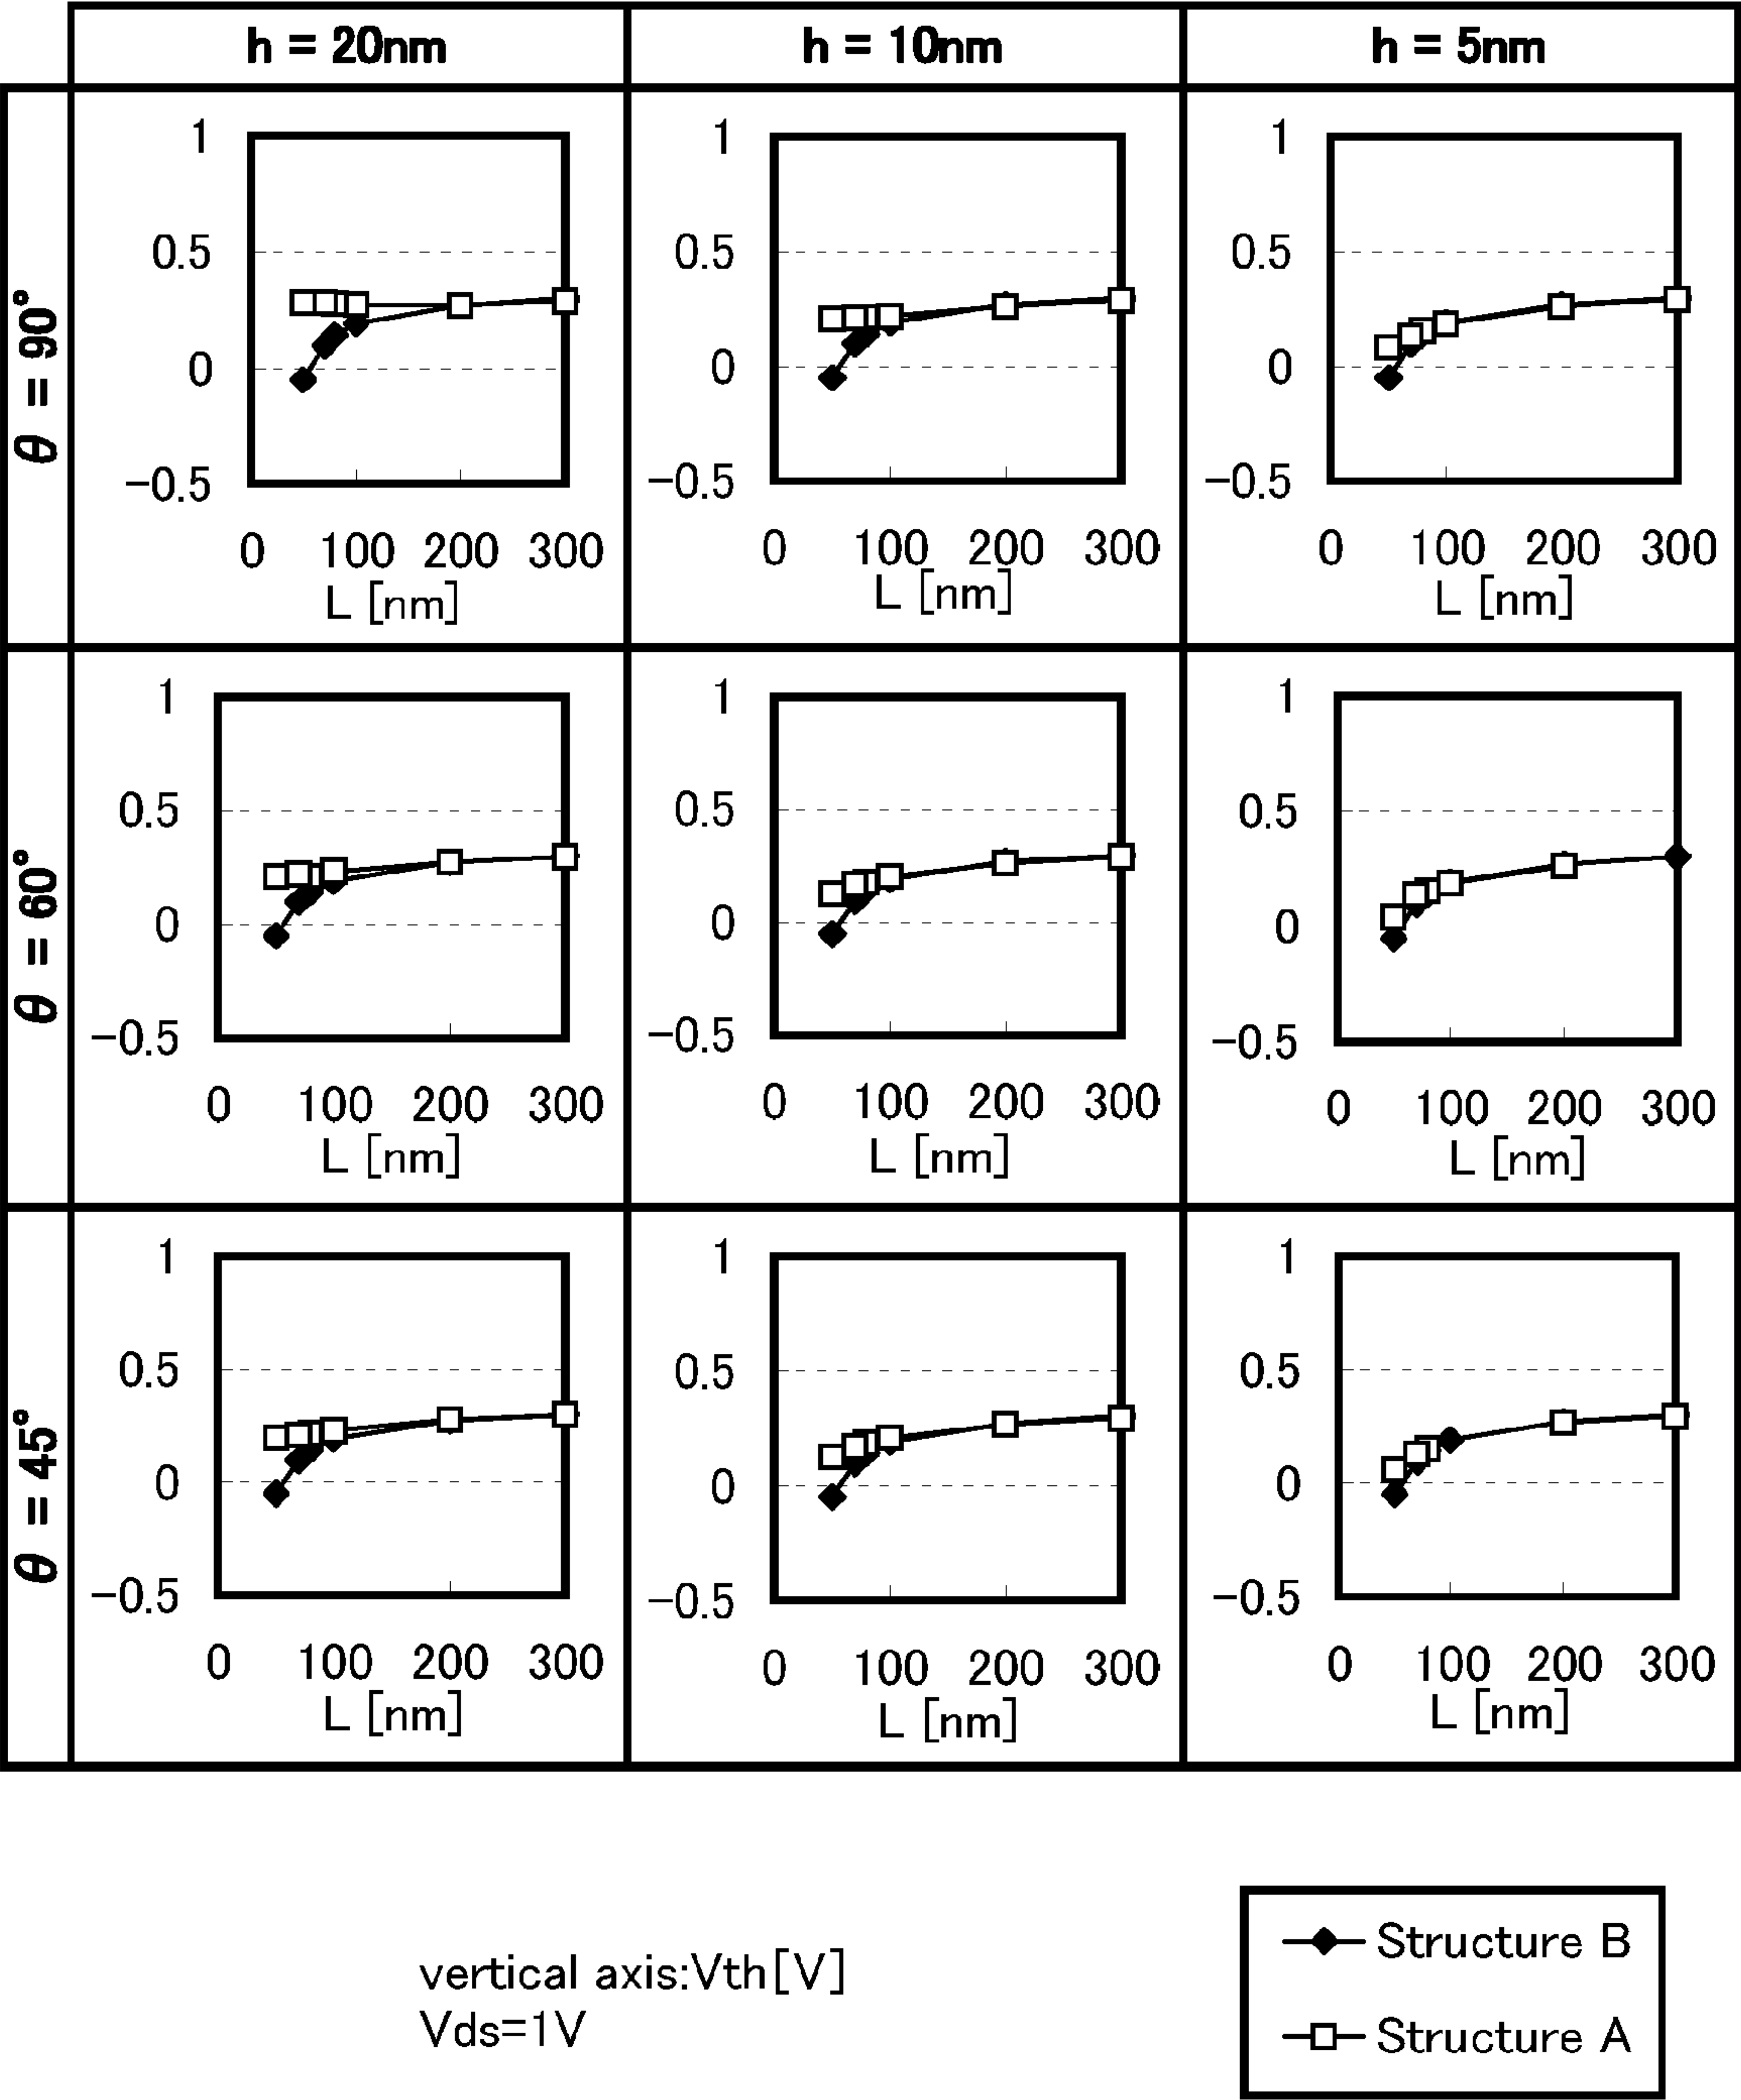 h = 20nm
h = 10nm
h = 5nm
θ = 90°
1
0.5
0
−0.5
0 100 200 300
L [nm]
1
0.5
0
−0.5
0 100 200 300
L [nm]
1
0.5
0
−0.5
0 100 200 300
L [nm]
θ = 60°
1
0.5
0
−0.5
0 100 200 300
L [nm]
1
0.5
0
−0.5
0 100 200 300
L [nm]
1
0.5
0
−0.5
0 100 200 300
L [nm]
θ = 45°
1
0.5
0
−0.5
0 100 200 300
L [nm]
1
0.5
0
−0.5
0 100 200 300
L [nm]
1
0.5
0
−0.5
0 100 200 300
L [nm]
vertical axis:Vth[V]
Vds=1V
Structure B
Structure A